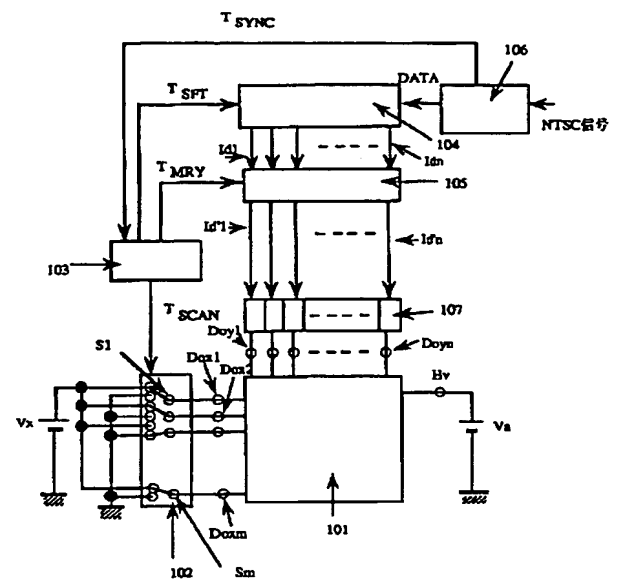 T SYNC
106
DATA
T SFT
NTSC信号
104
Id1
Idn
T MRY
105
Id'1
Id'n
103
T SCAN
107
Doy1
Doyn
S1
Dox1
Dox2
Hv
Vx
Va
101
Doxm
102
Sm